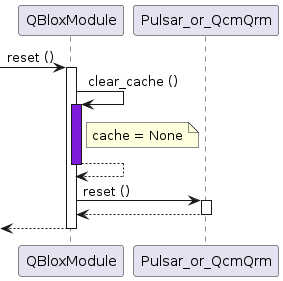 QBloxModule
Pulsar_or_QcmQrm
reset ()
clear_cache ()
cache = None
reset ()
QBloxModule
Pulsar_or_QcmQrm